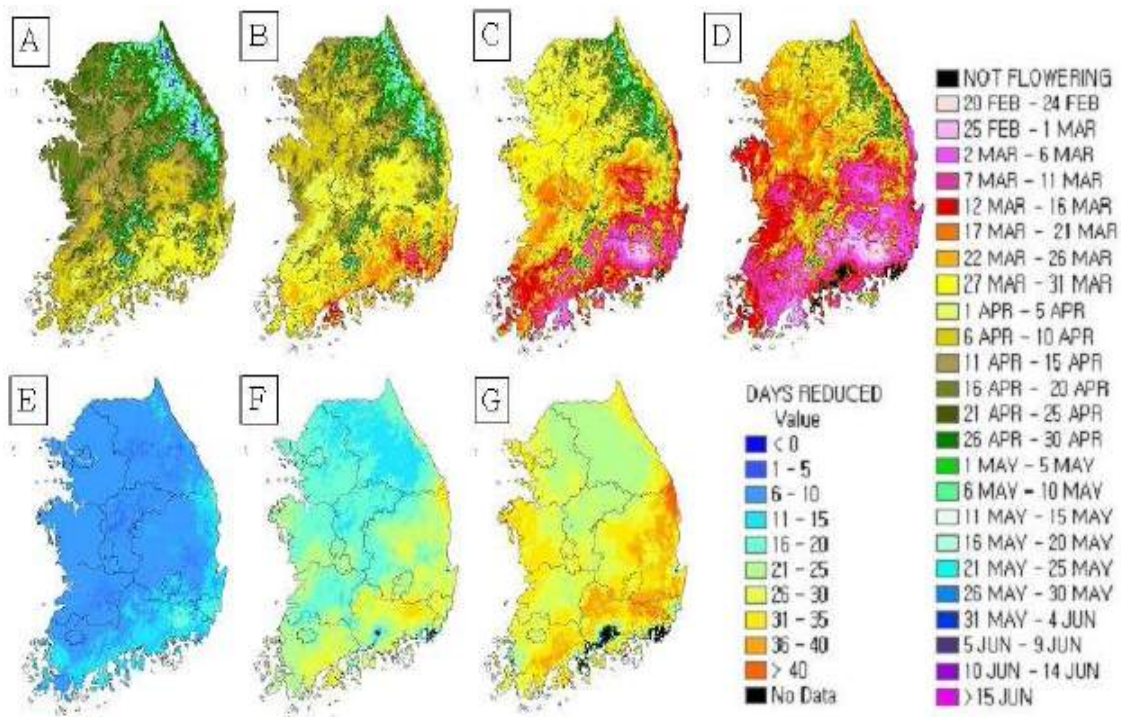 A
B
C
D
NOT FLOWERING
20 FEB - 24 FEB
25 FEB - 1 MAR
2 MAR - 6 MAR
7 MAR - 11 MAR
12 MAR - 16 MAR
17 MAR - 21 MAR
22 MAR - 26 MAR
27 MAR - 31 MAR
1 APR - 5 APR
6 APR - 10 APR
11 APR - 15 APR
16 APR - 20 APR
21 APR - 25 APR
26 APR - 30 APR
1 MAY - 5 MAY
6 MAY - 10 MAY
11 MAY - 15 MAY
16 MAY - 20 MAY
21 MAY - 25 MAY
26 MAY - 30 MAY
31 MAY - 4 JUN
5 JUN - 9 JUN
10 JUN - 14 JUN
>15 JUN
E
F
G
DAYS REDUCED
Value
< 0
1 - 5
6 - 10
11 - 15
16 - 20
21 - 25
26 - 30
31 - 35
36 - 40
> 40
No Data